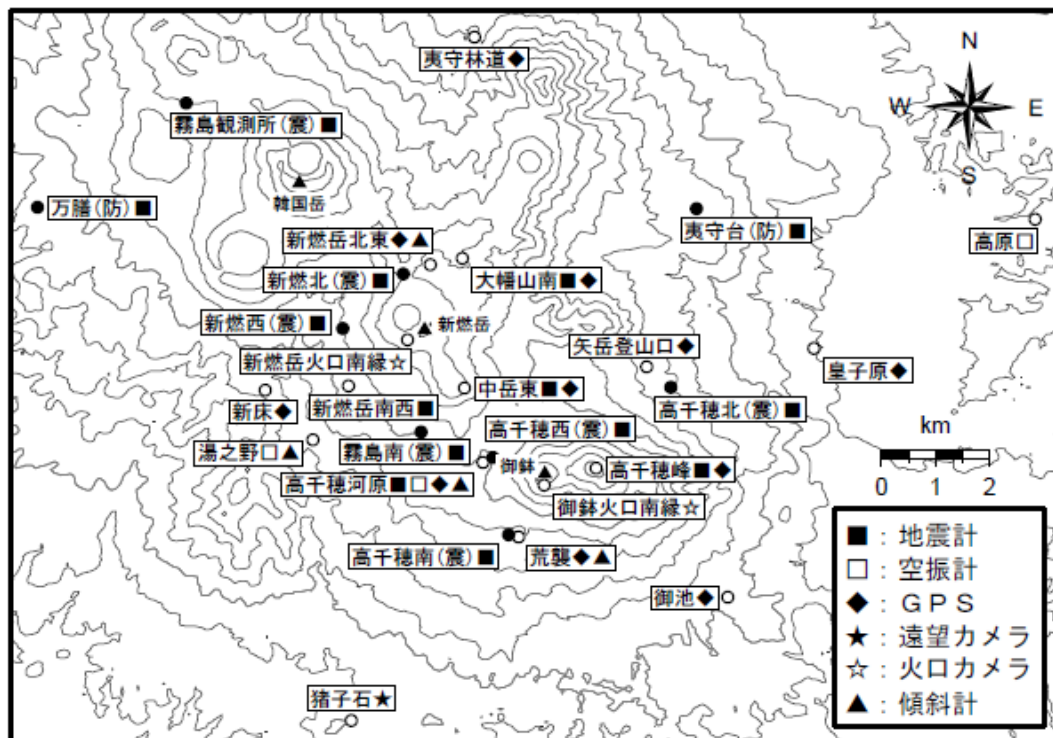 夷守林道◆
N
W E
S
霧島観測所(震)■
韓国岳
万膳(防)■
夷守台(防)■
高原□
新燃岳北東◆▲
新燃北(震)■
大幡山南■◆
新燃西(震)■
新燃岳
新燃岳火口南縁☆
矢岳登山口◆
皇子原◆
中岳東■◆
新床◆
新燃岳南西■
高千穂北(震)■
高千穂西(震)■
湯之野□▲
霧島南(震)■
御鉢
高千穂峰■◆
高千穂河原■□◆▲
御鉢火口南縁☆
km
0 1 2
高千穂南(震)■
荒襲◆▲
御池◆
猪子石★
■：地震計
□：空振計
◆：ＧＰＳ
★：遠望カメラ
☆：火口カメラ
▲：傾斜計